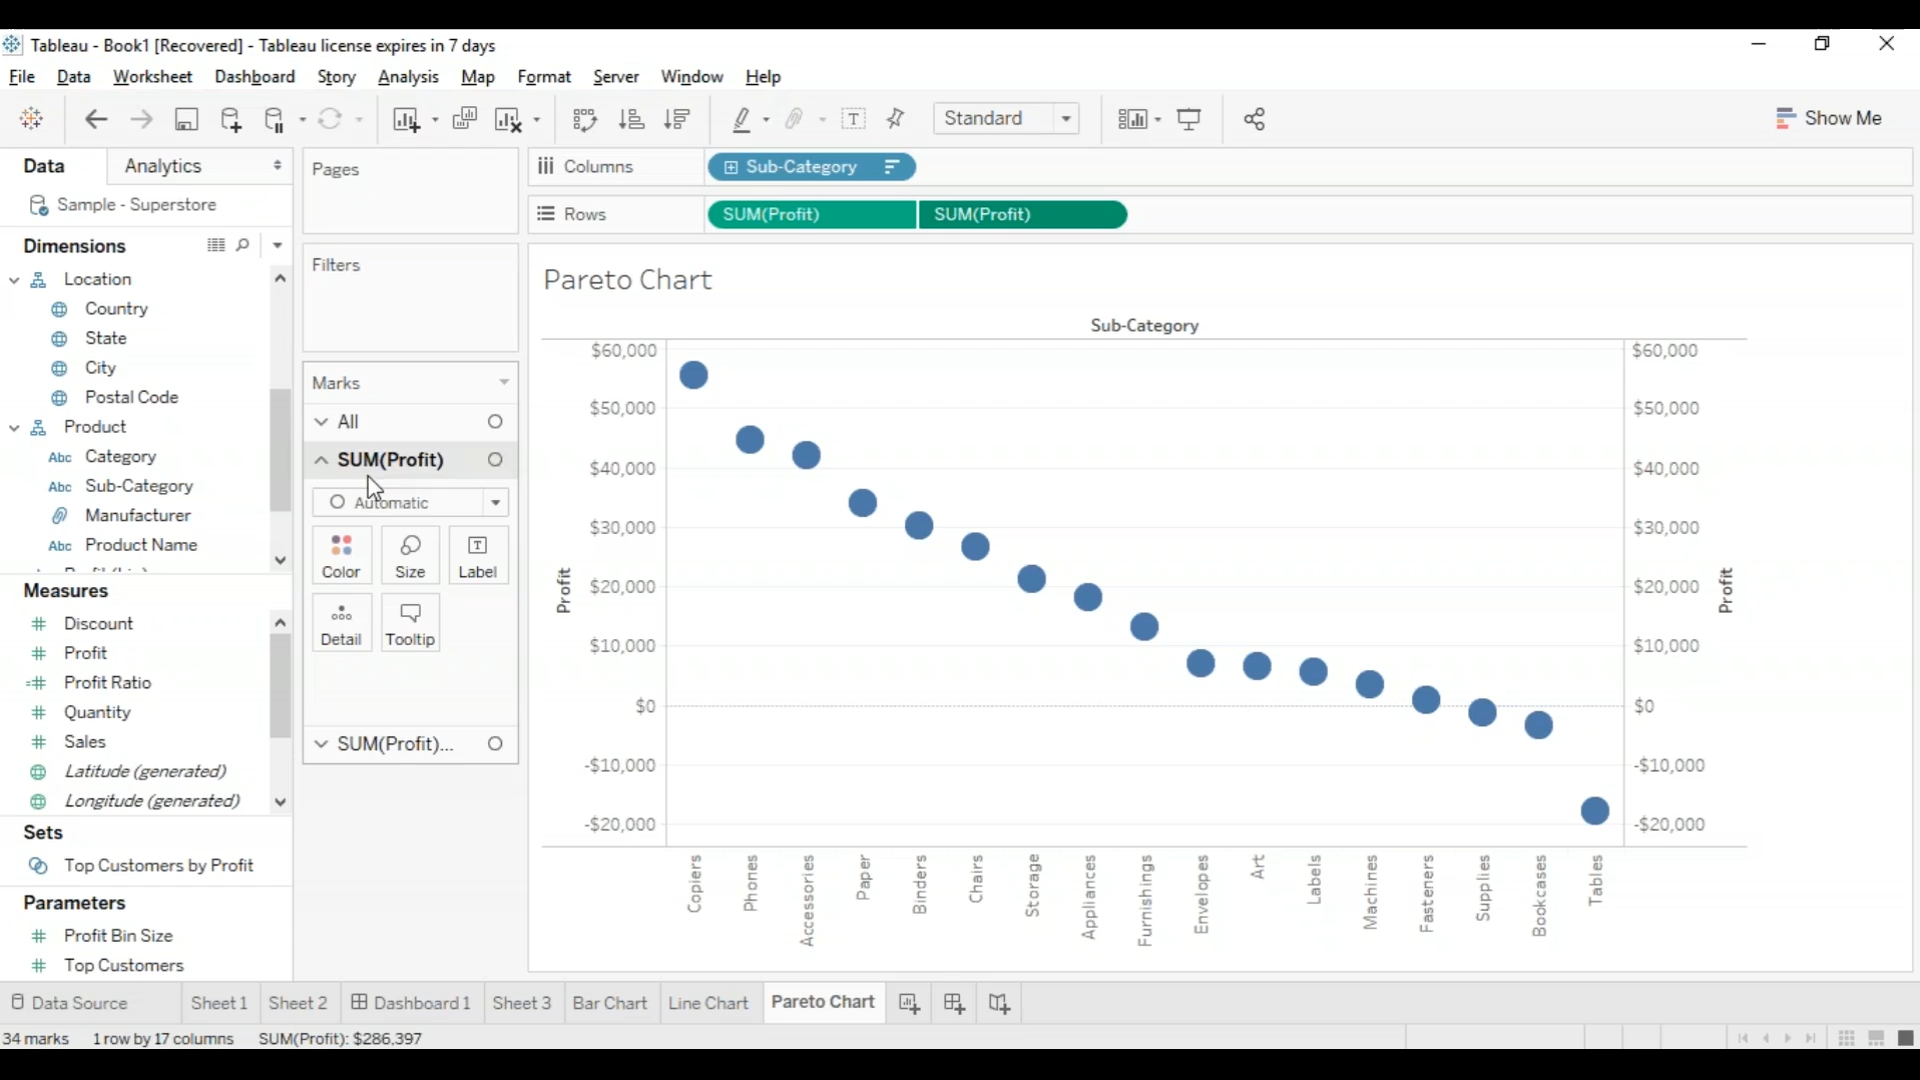 Tableau - Book1 [Recovered] - Tableau license expires in 7 days
File Data Worksheet Dashboard Story Analysis Map Format Server Window Help
Standard
Show Me
Data Analytics
Sample - Superstore
Dimensions
Location
Country
State
City
Postal Code
Product
Abc Category
Abc Sub-Category
Manufacturer
Abc Product Name
Measures
Discount
Profit
Profit Ratio
Quantity
Sales
Latitude (generated)
Longitude (generated)
Sets
Top Customers by Profit
Parameters
Profit Bin Size
Top Customers
Pages
Filters
Marks
All
SUM(Profit)
Automatic
Color Size Label
Detail Tooltip
SUM(Profit)...
Columns Sub-Category
Rows SUM(Profit) SUM(Profit)
Pareto Chart
Sub-Category
$60,000
$50,000
$40,000
$30,000
$20,000
$10,000
$0
-$10,000
-$20,000
Profit
$60,000
$50,000
$40,000
$30,000
$20,000
$10,000
$0
-$10,000
-$20,000
Profit
Copiers
Phones
Accessories
Paper
Binders
Chairs
Storage
Appliances
Furnishings
Envelopes
Art
Labels
Machines
Fasteners
Supplies
Bookcases
Tables
Data Source Sheet 1 Sheet 2 Dashboard 1 Sheet 3 Bar Chart Line Chart Pareto Chart
34 marks 1 row by 17 columns SUM(Profit): $286,397